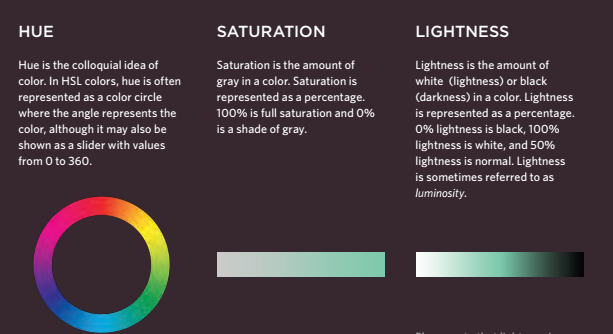 HUE
Hue is the colloquial idea of
color. In HSL colors, hue is often
represented as a color circle
where the angle represents the
color, although it may also be
shown as a slider with values
from 0 to 360.
SATURATION
Saturation is the amount of
gray in a color. Saturation is
represented as a percentage.
100% is full saturation and 0%
is a shade of gray.
LIGHTNESS
Lightness is the amount of
white (lightness) or black
(darkness) in a color. Lightness
is represented as a percentage.
0% lightness is black, 100%
lightness is white, and 50%
lightness is normal. Lightness
is sometimes referred to as
luminosity.